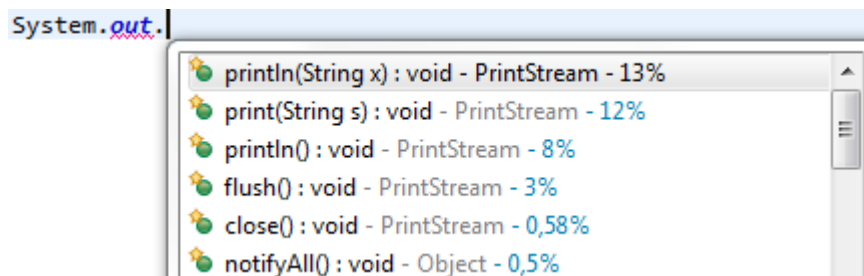 System.out.
println(String x) : void - PrintStream - 13%
print(String s) : void - PrintStream - 12%
println() : void - PrintStream - 8%
flush() : void - PrintStream - 3%
close() : void - PrintStream - 0,58%
notifyAll() : void - Object - 0,5%